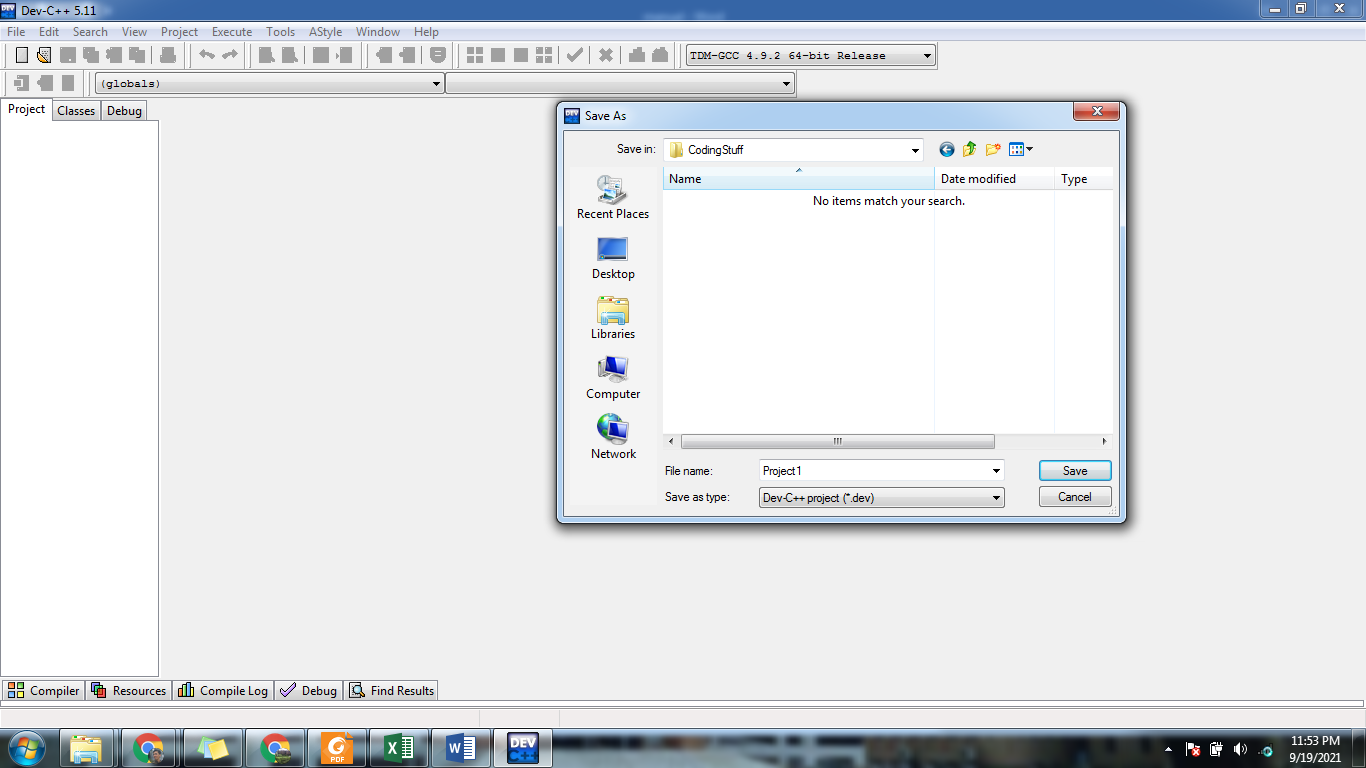 Dev-C++ 5.11
File Edit Search View Project Execute Tools AStyle Window Help
TDM-GCC 4.9.2 64-bit Release
(globals)
Project Classes Debug
Save As
Save in: CodingStuff
Name Date modified Type
No items match your search.
Recent Places
Desktop
Libraries
Computer
Network
File name: Project1 Save
Save as type: Dev-C++ project (*.dev) Cancel
Compiler Resources Compile Log Debug Find Results
PDF
DEV
C++
11:53 PM
9/19/2021